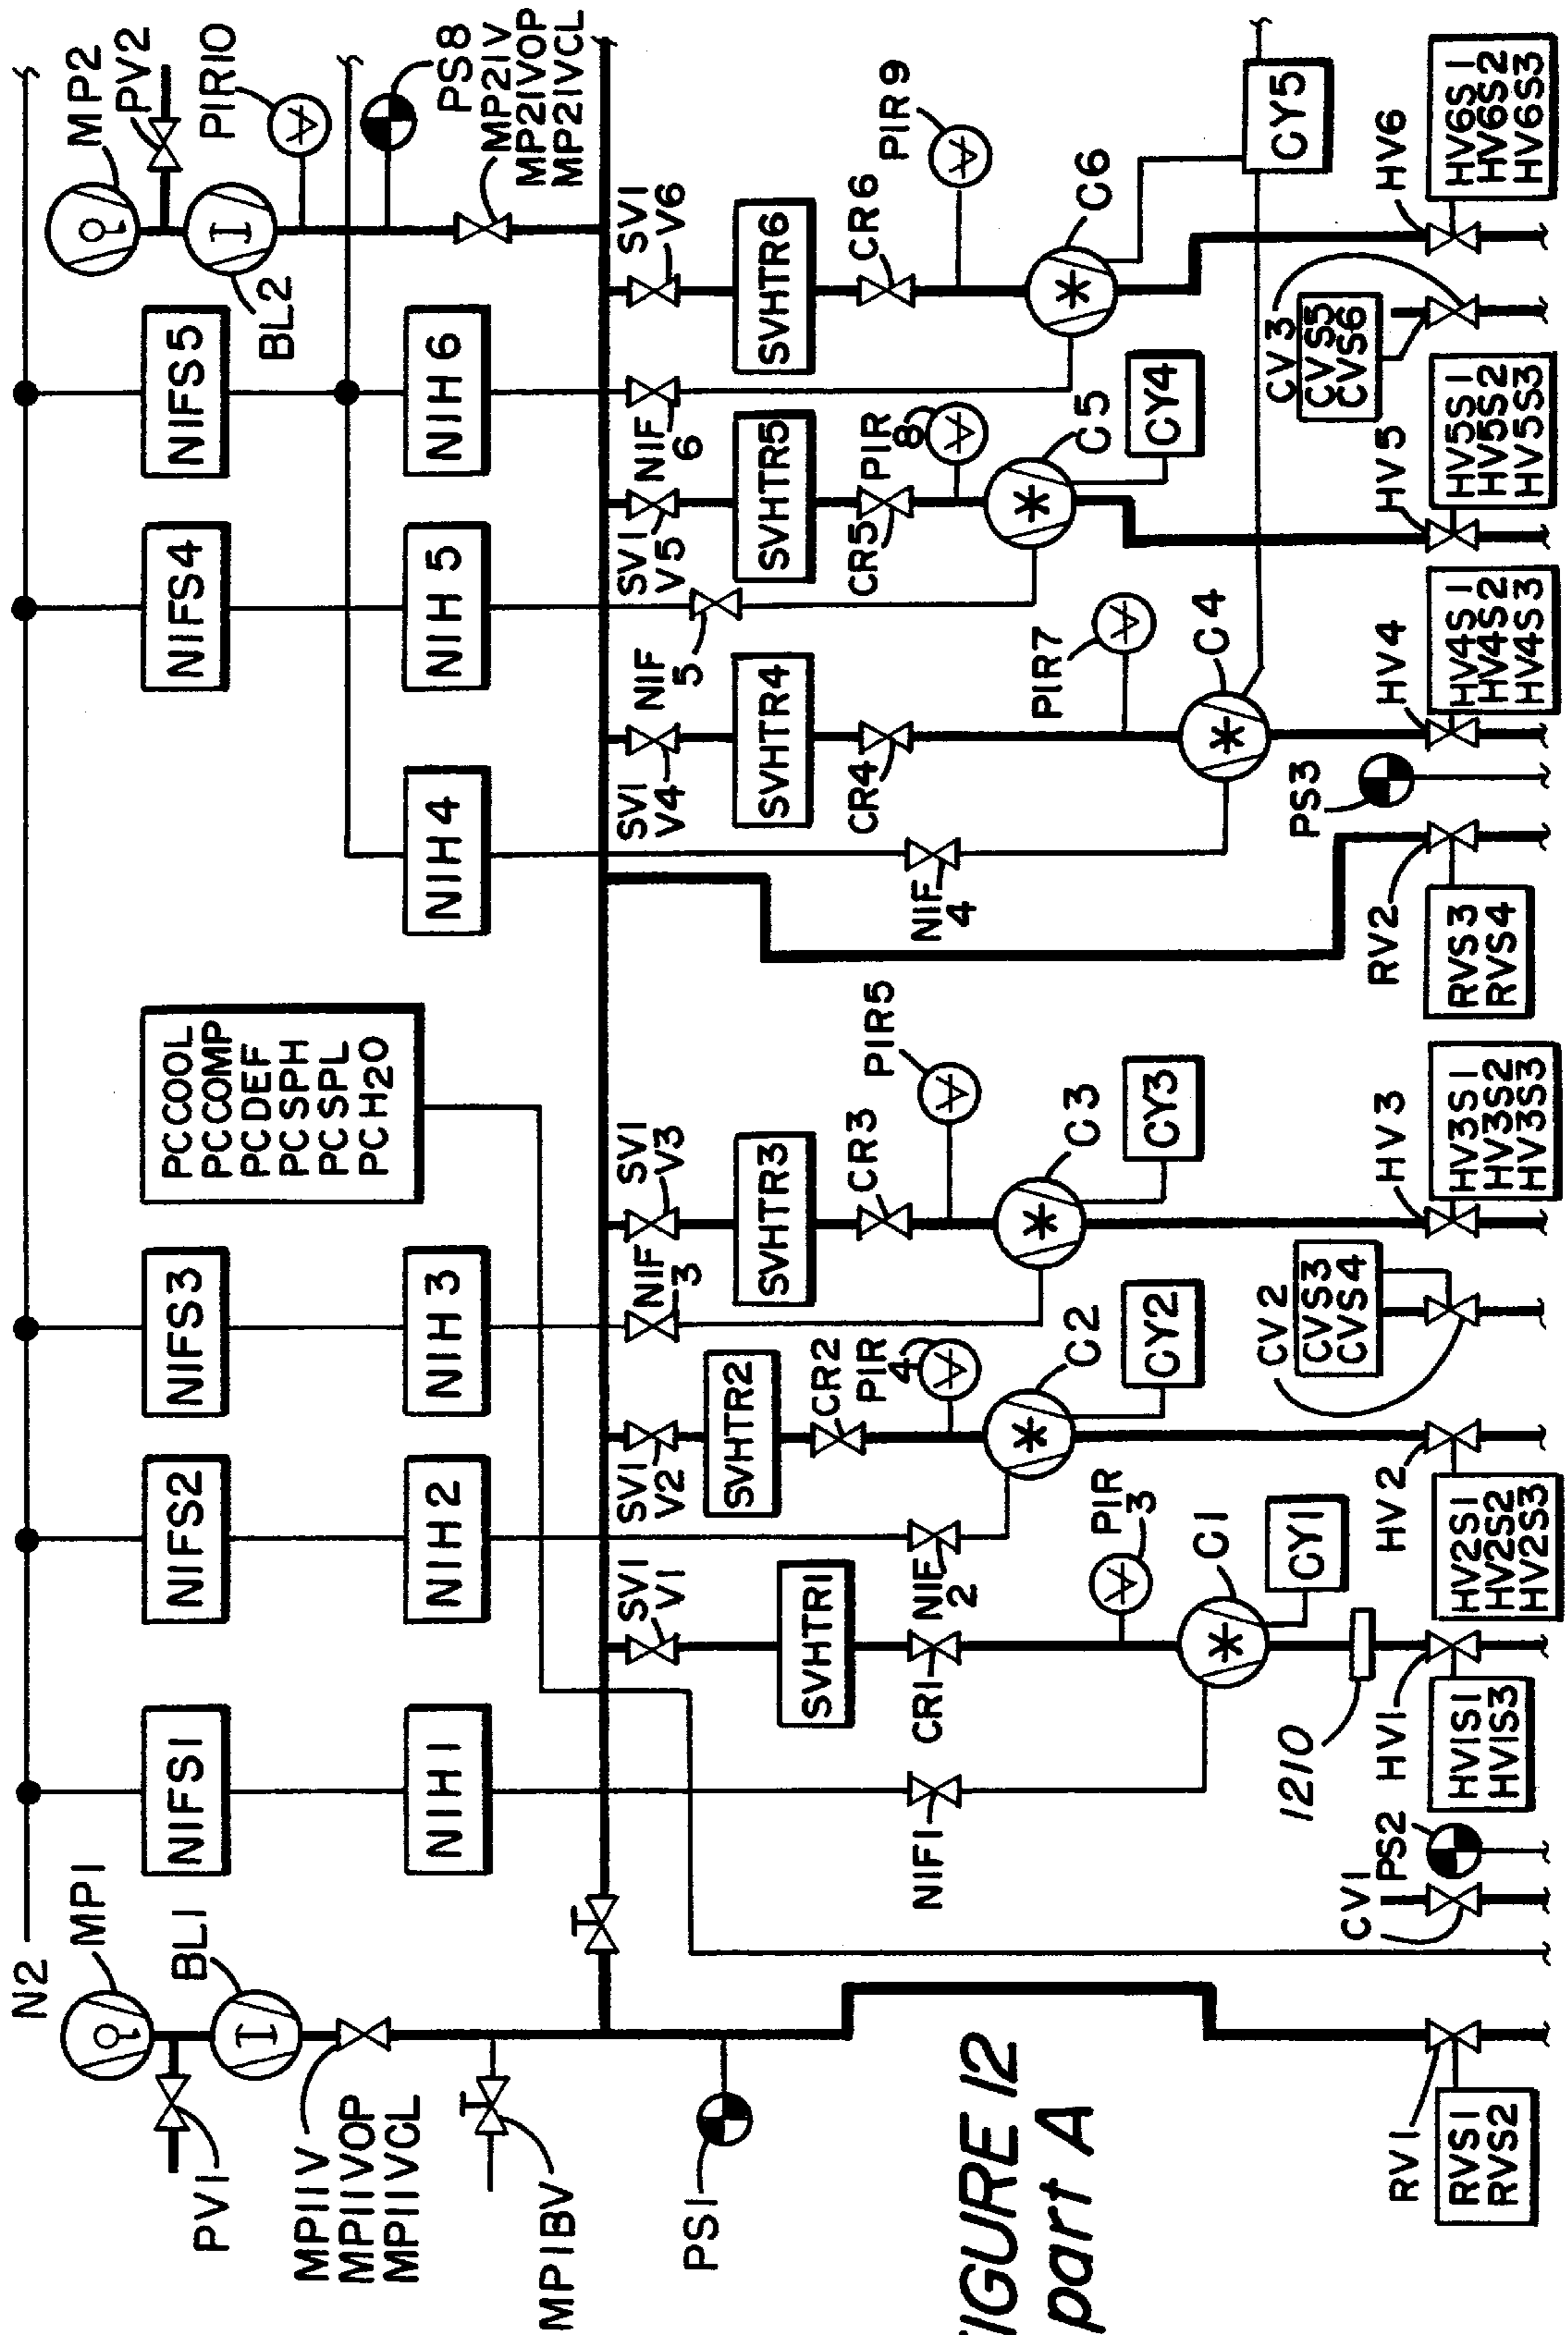 N2
MP1
BL1
PV1
MP11V
MP11VOP
MP11VCL
MP1BV
PS1
RV1
RVS1
RVS2
NIFS1
NIFS2
NIFS3
NIFS4
NIFS5
NIH1
NIH2
NIH3
NIH4
NIH5
NIH6
PCCOOL
PCCOMP
PCDEF
PCSPH
PCSPL
PCH2O
MP2
PV2
PIR10
BL2
PS8
MP21V
MP21VOP
MP21VCL
SV1
V1
SV1
V2
SV1
V3
SV1
V4
SV1
V5
SV1
V6
NIF
3
NIF
5
NIF
6
SVHTR1
SVHTR2
SVHTR3
SVHTR4
SVHTR5
SVHTR6
NIF1
CR1
NIF
2
CR2
CR3
NIF
4
CR4
CR5
CR6
PIR
3
PIR
4
PIR5
PIR7
PIR
8
PIR9
C1
C2
C3
C4
C5
C6
CY1
CY2
CY3
CY4
CY5
1210
CV1
PS2
HV1
HV1S1
HV1S3
HV2
HV2S1
HV2S2
HV2S3
CV2
CVS3
CVS4
HV3
HV3S1
HV3S2
HV3S3
RV2
RVS3
RVS4
PS3
HV4
HV4S1
HV4S2
HV4S3
HV5
HV5S1
HV5S2
HV5S3
CV3
CVS5
CVS6
HV6
HV6S1
HV6S2
HV6S3
FIGURE 12
part A